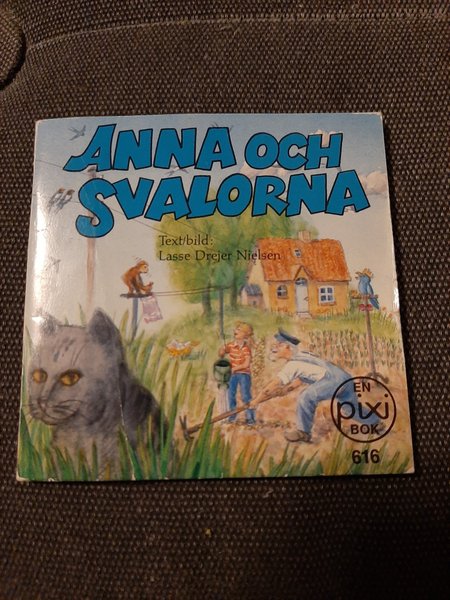 ANNA OCH
SVALORNA
Text/bild:
Lasse Drejer Nielsen
EN
pixi
BOK
616